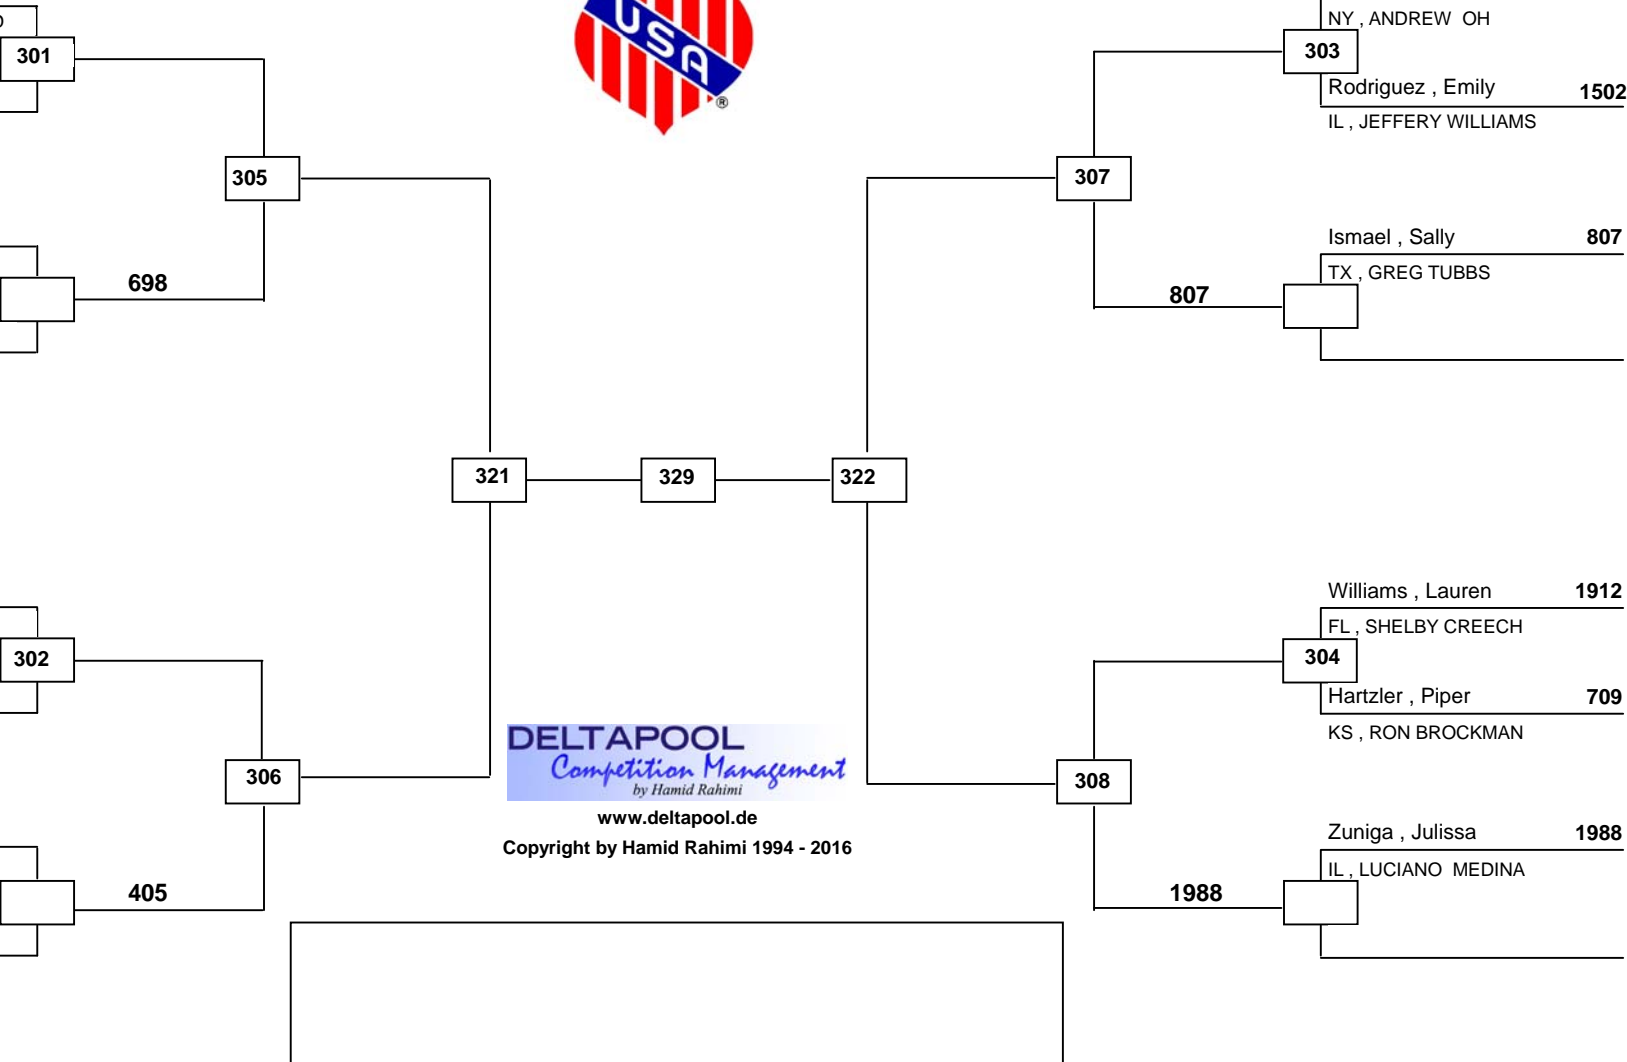 USA
®
NY , ANDREW OH
301
303
Rodriguez , Emily 1502
IL , JEFFERY WILLIAMS
305
307
Ismael , Sally 807
TX , GREG TUBBS
698
807
321
329
322
Williams , Lauren 1912
FL , SHELBY CREECH
302
304
Hartzler , Piper 709
KS , RON BROCKMAN
DELTAPOOL
Competition Management
by Hamid Rahimi
306
308
www.deltapool.de
Copyright by Hamid Rahimi 1994 - 2016
Zuniga , Julissa 1988
IL , LUCIANO MEDINA
405
1988